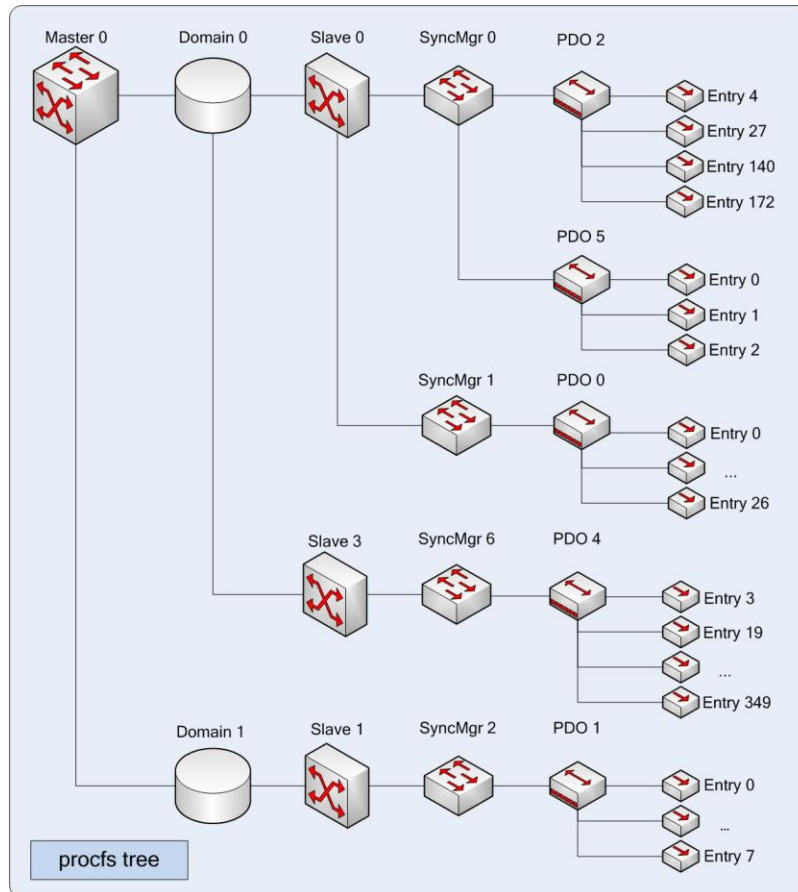 Master 0
Domain 0
Slave 0
SyncMgr 0
PDO 2
Entry 4
Entry 27
Entry 140
Entry 172
PDO 5
Entry 0
Entry 1
Entry 2
SyncMgr 1
PDO 0
Entry 0
...
Entry 26
Slave 3
SyncMgr 6
PDO 4
Entry 3
Entry 19
...
Entry 349
Domain 1
Slave 1
SyncMgr 2
PDO 1
Entry 0
...
Entry 7
procfs tree